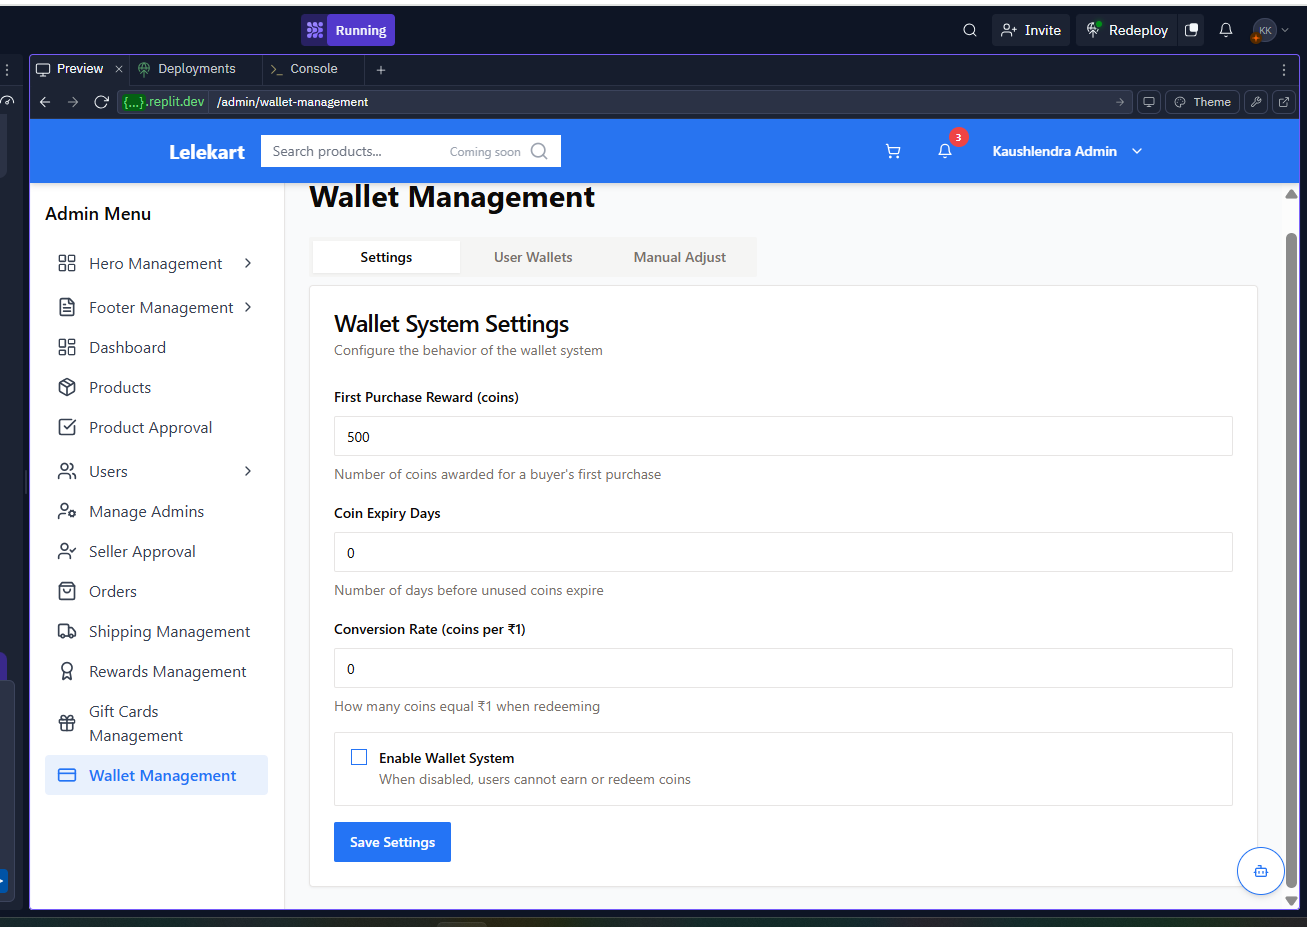 Running
Invite
Redeploy
KK
Preview
Deployments
Console
{...}.replit.dev /admin/wallet-management
Theme
Lelekart
Search products... Coming soon
3
Kaushlendra Admin
Admin Menu
Hero Management
Footer Management
Dashboard
Products
Product Approval
Users
Manage Admins
Seller Approval
Orders
Shipping Management
Rewards Management
Gift Cards
Management
Wallet Management
Wallet Management
Settings User Wallets Manual Adjust
Wallet System Settings
Configure the behavior of the wallet system
First Purchase Reward (coins)
500
Number of coins awarded for a buyer's first purchase
Coin Expiry Days
0
Number of days before unused coins expire
Conversion Rate (coins per ₹1)
0
How many coins equal ₹1 when redeeming
Enable Wallet System
When disabled, users cannot earn or redeem coins
Save Settings